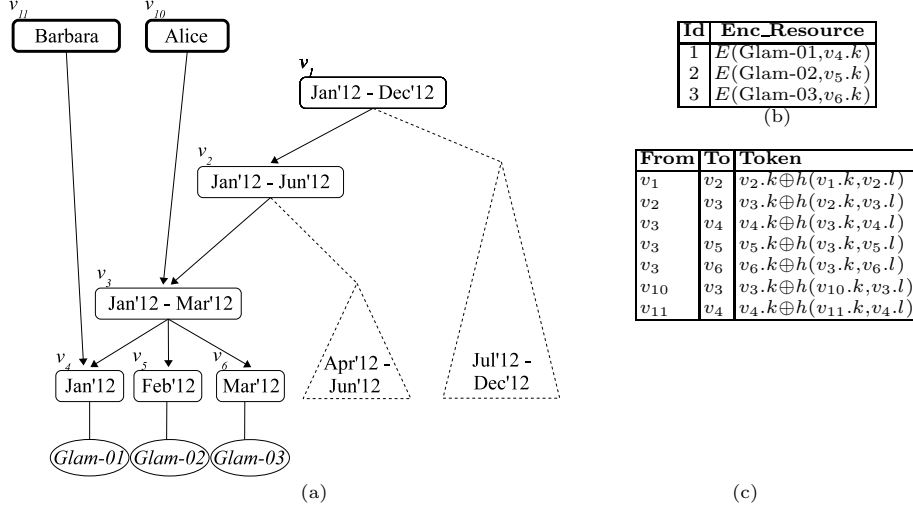 v11
v10
Barbara
Alice
v1
Jan'12 - Dec'12
v2
Jan'12 - Jun'12
v3
Jan'12 - Mar'12
v4
v5
v6
Jan'12
Feb'12
Mar'12
Apr'12 -
Jun'12
Jul'12 -
Dec'12
Glam-01
Glam-02
Glam-03
(a)
Id Enc_Resource
1 E(Glam-01,v4.k)
2 E(Glam-02,v5.k)
3 E(Glam-03,v6.k)
(b)
From To Token
v1 v2 v2.k⊕h(v1.k,v2.l)
v2 v3 v3.k⊕h(v2.k,v3.l)
v3 v4 v4.k⊕h(v3.k,v4.l)
v3 v5 v5.k⊕h(v3.k,v5.l)
v3 v6 v6.k⊕h(v3.k,v6.l)
v10 v3 v3.k⊕h(v10.k,v3.l)
v11 v4 v4.k⊕h(v11.k,v4.l)
(c)